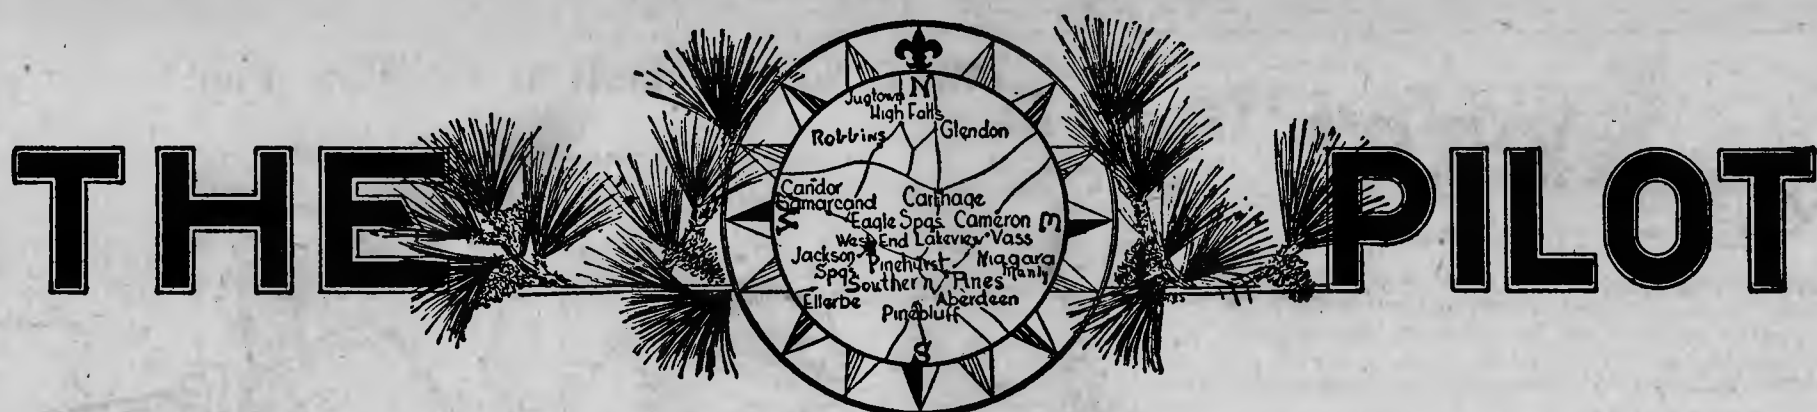 THE PILOT
N
Jugtown
High Falls
Robbins Glendon
Candor
Samarcand Carthage
Eagle Spgs. Cameron
W E
West End Lakeview Vass
Jackson Pinehurst Niagara
Spgs. Manly
Southern Pines
Ellerbe Aberdeen
Pinebluff
S